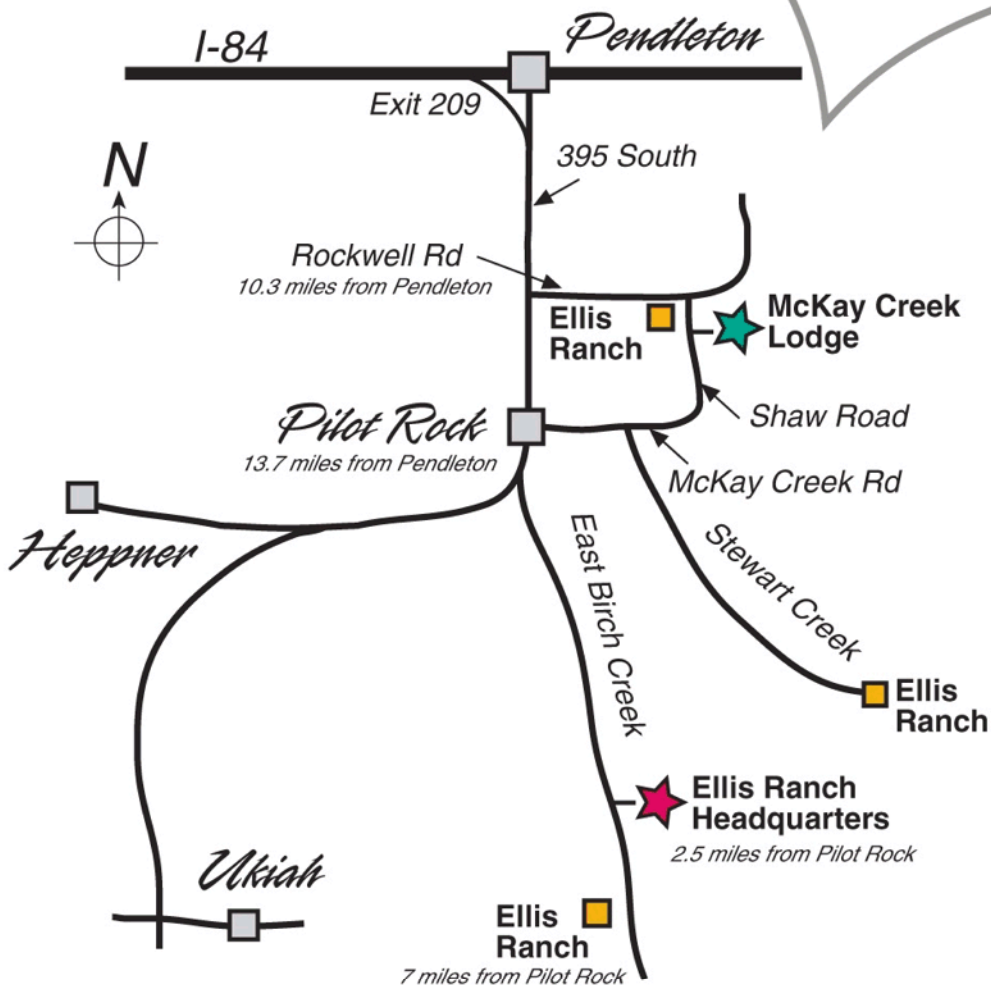 Pendleton
I-84
Exit 209
395 South
N
Rockwell Rd
10.3 miles from Pendleton
Ellis
Ranch
McKay Creek
Lodge
Shaw Road
Pilot Rock
13.7 miles from Pendleton
McKay Creek Rd
Heppner
East Birch Creek
Stewart Creek
Ellis
Ranch
Ellis Ranch
Headquarters
2.5 miles from Pilot Rock
Ukiah
Ellis
Ranch
7 miles from Pilot Rock